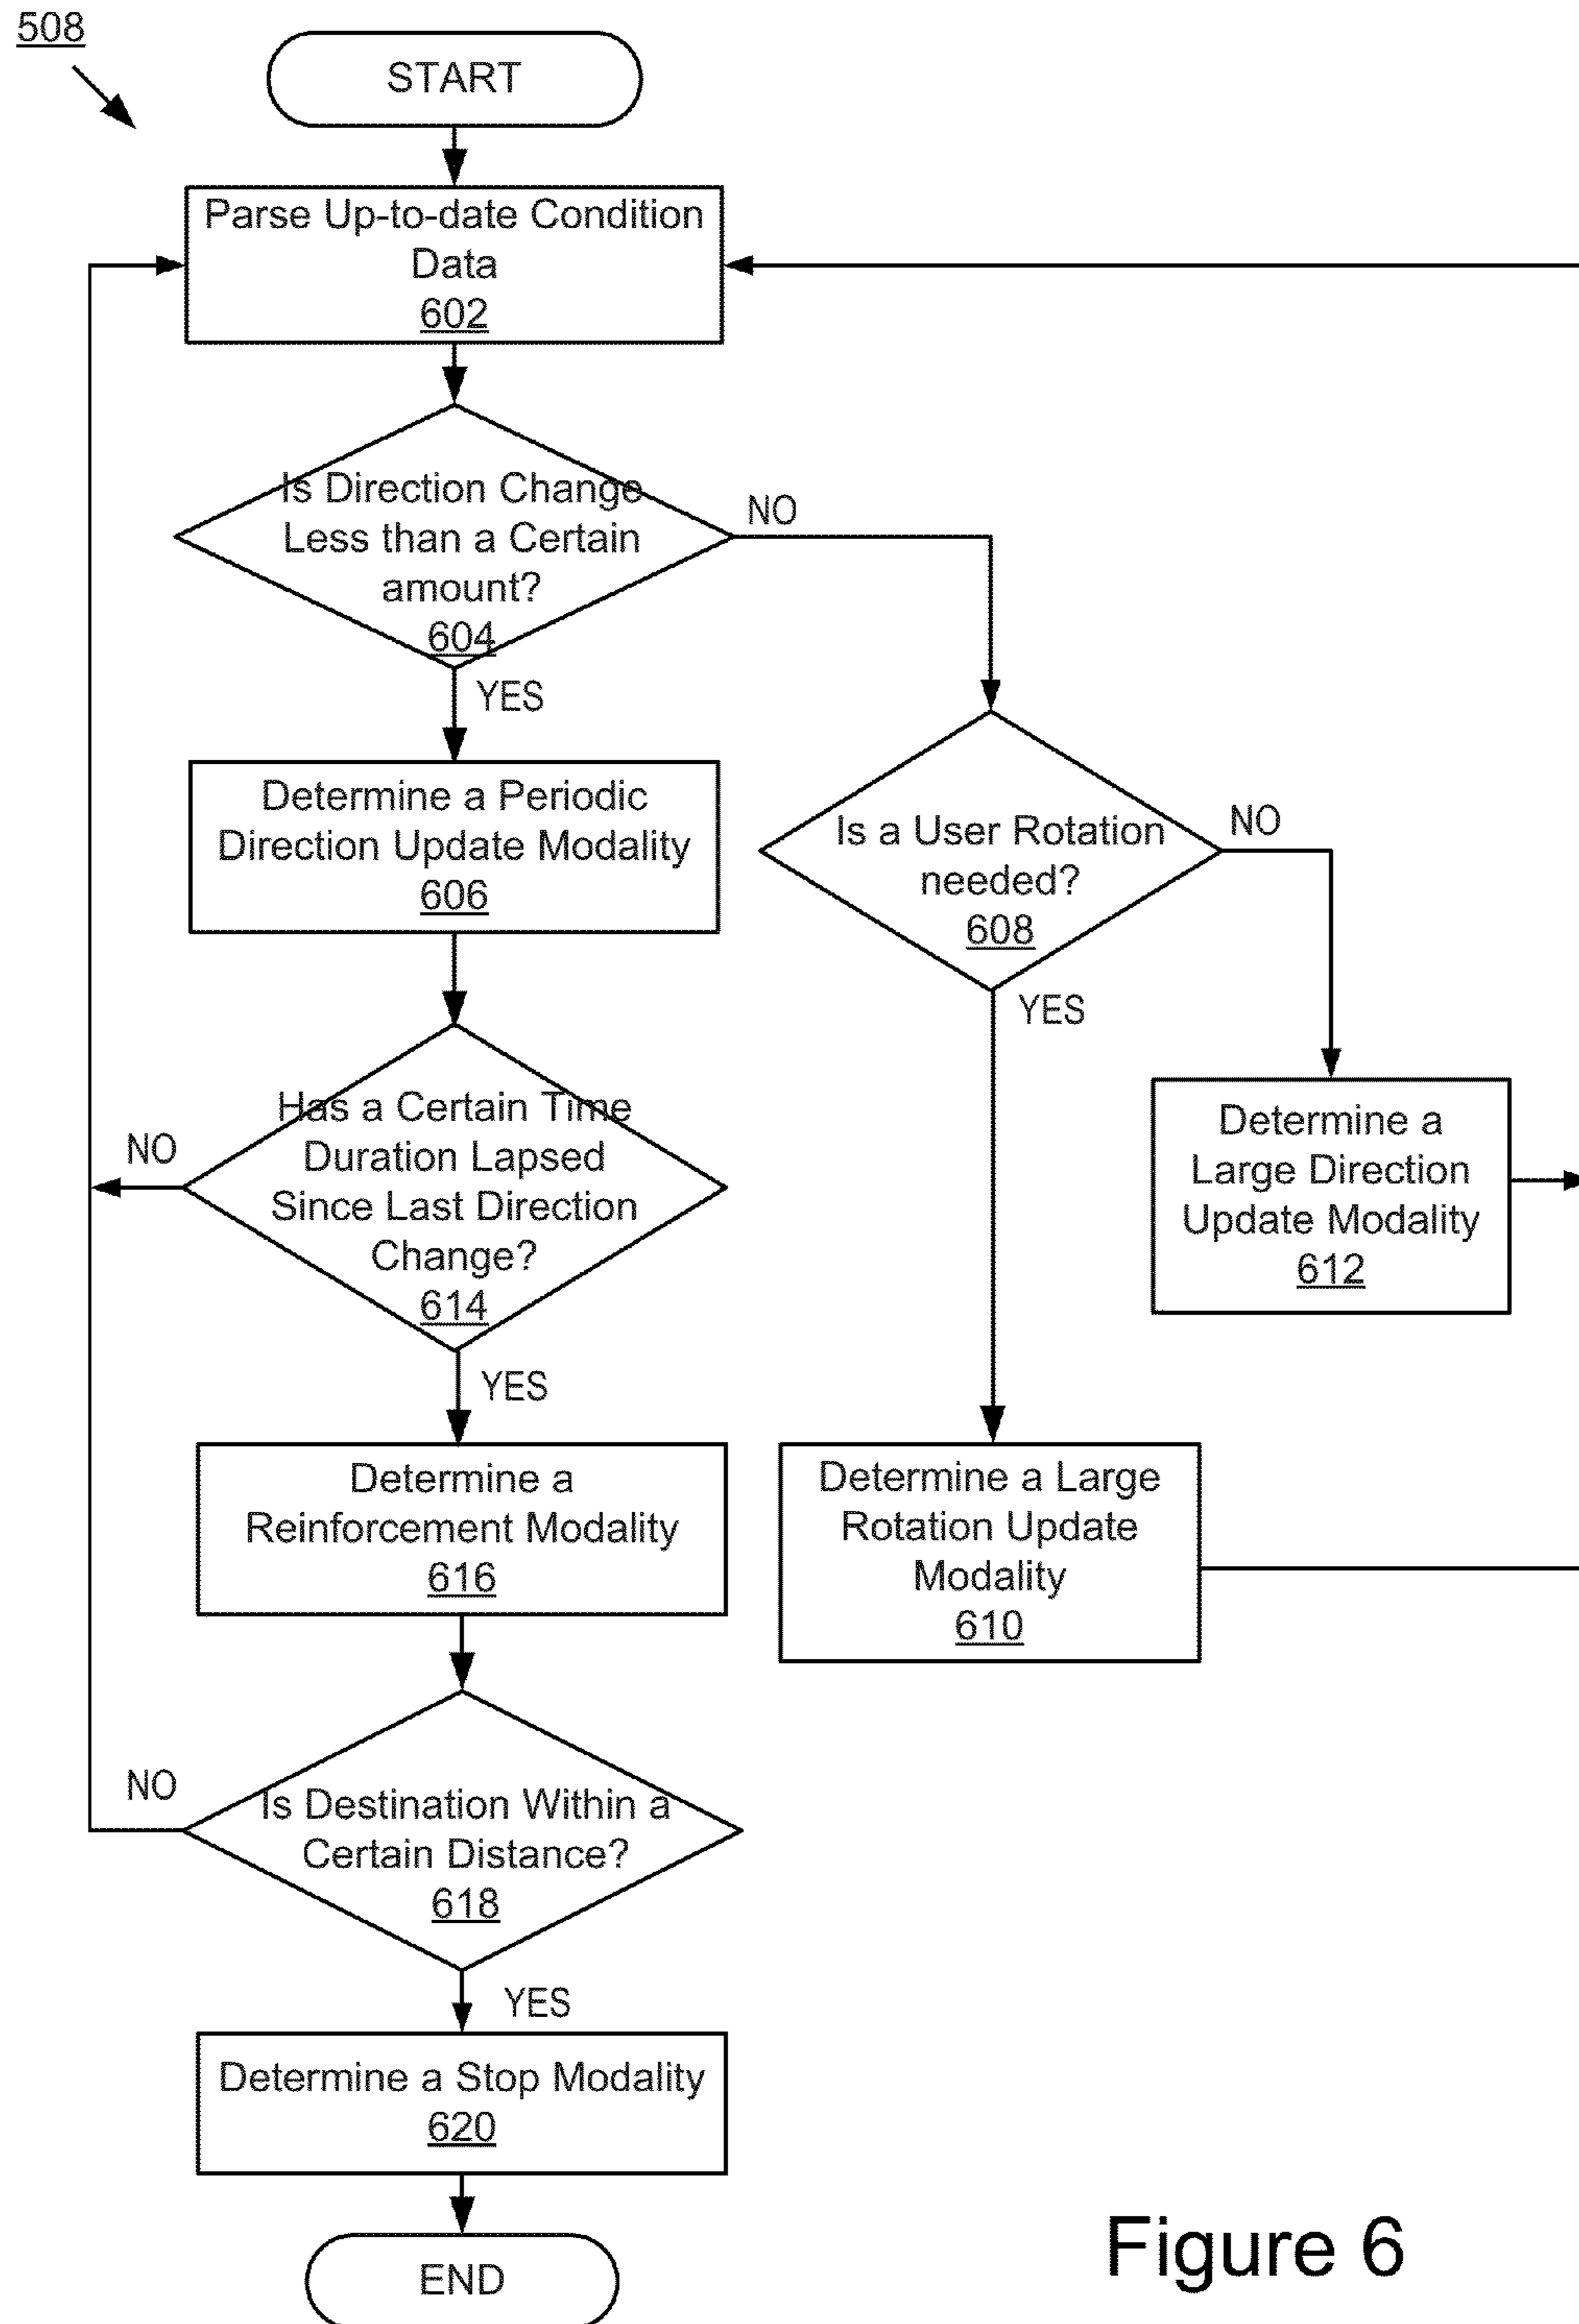 508
START
Parse Up-to-date Condition
Data
602
Is Direction Change
Less than a Certain
amount?
604
NO
YES
Determine a Periodic
Direction Update Modality
606
Is a User Rotation
needed?
608
NO
YES
Has a Certain Time
Duration Lapsed
Since Last Direction
Change?
614
NO
YES
Determine a
Large Direction
Update Modality
612
Determine a
Reinforcement Modality
616
Determine a Large
Rotation Update
Modality
610
Is Destination Within a
Certain Distance?
618
NO
YES
Determine a Stop Modality
620
END
Figure 6